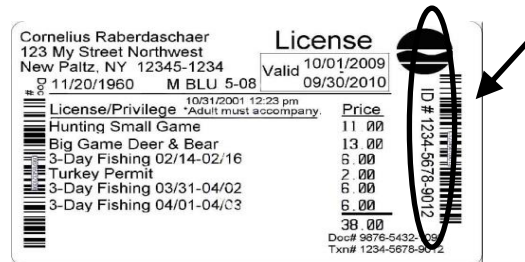 Cornelius Raberdaschaer
123 My Street Northwest
New Paltz, NY 12345-1234
License
Valid 10/01/2009
-
09/30/2010
Doc #
11/20/1960 M BLU 5-08
10/31/2001 12:23 pm
License/Privilege *Adult must accompany. Price
Hunting Small Game 11.00
Big Game Deer & Bear 13.00
3-Day Fishing 02/14-02/16 6.00
Turkey Permit 2.00
3-Day Fishing 03/31-04/02 6.00
3-Day Fishing 04/01-04/03 6.00
38.00
Doc#
Txn# 1234-5678-9012
ID # 1234-5678-9012